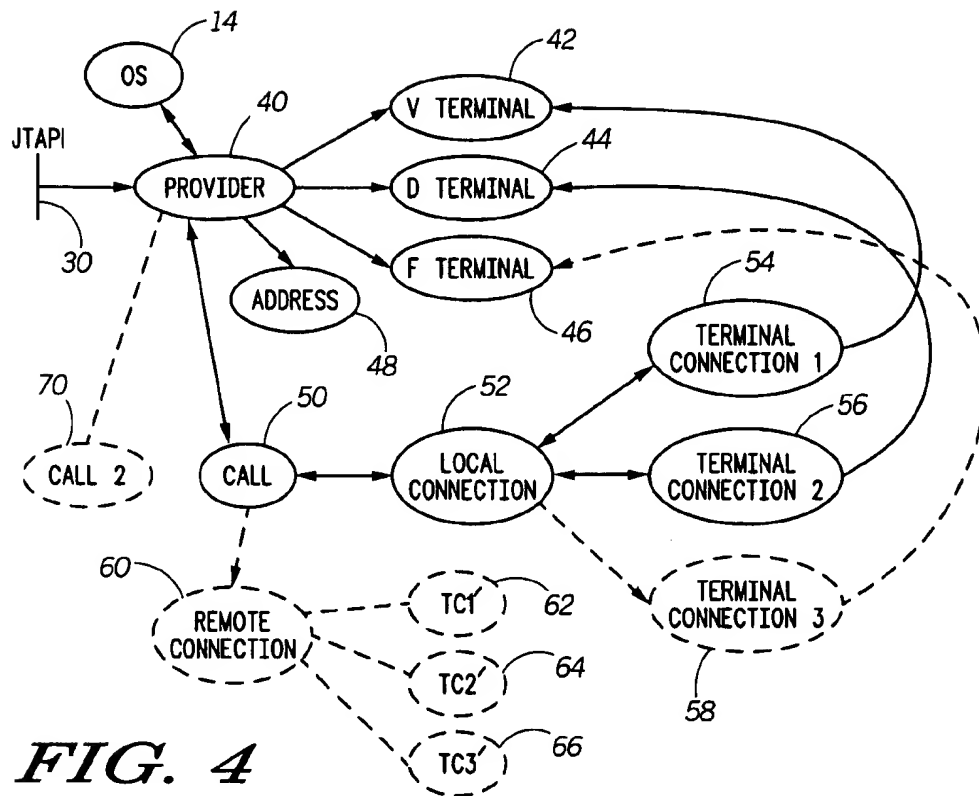 14
OS
42
V TERMINAL
JTAPI
40
PROVIDER
44
D TERMINAL
30
F TERMINAL
46
ADDRESS
48
54
TERMINAL
CONNECTION 1
70
CALL 2
50
CALL
52
LOCAL
CONNECTION
56
TERMINAL
CONNECTION 2
60
REMOTE
CONNECTION
TC1'
62
TC2'
64
TC3'
66
TERMINAL
CONNECTION 3
58
FIG. 4